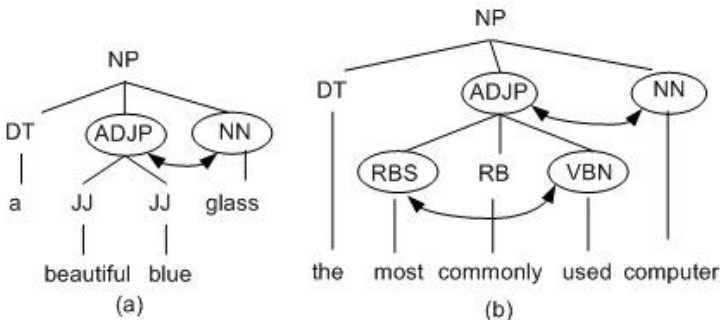 NP
DT ADJP NN
a JJ JJ glass
beautiful blue
(a)
NP
DT ADJP NN
RBS RB VBN
the most commonly used computer
(b)